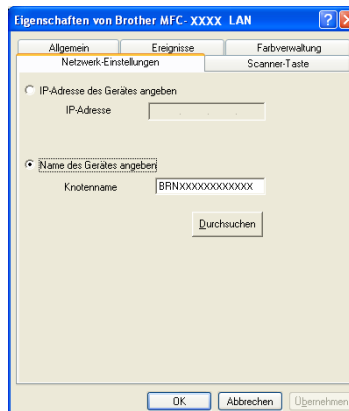 Eigenschaften von Brother MFC-XXXX LAN
Allgemein Ereignisse Farbverwaltung
Netzwerk-Einstellungen Scanner-Taste
IP-Adresse des Gerätes angeben
IP-Adresse
Name des Gerätes angeben
Knotenname BRNXXXXXXXXXXXX
Durchsuchen
OK Abbrechen Übernehmen